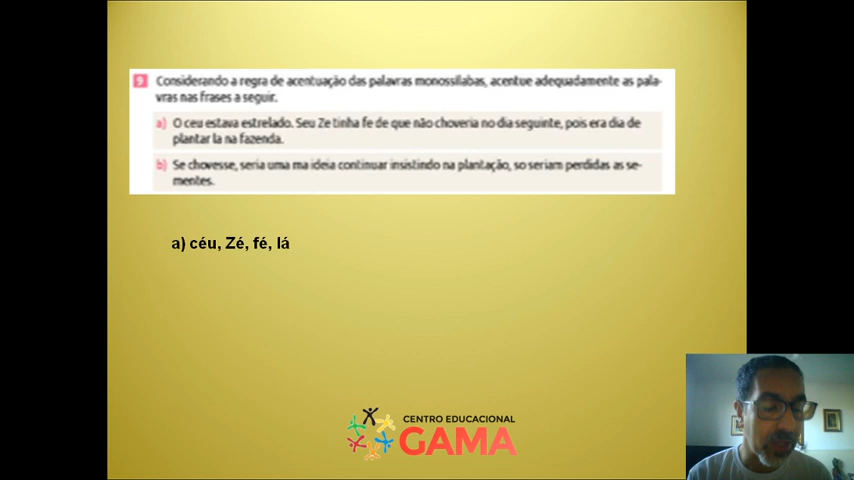 9 Considerando a regra de acentuação das palavras monossílabas, acentue adequadamente as pala-
vras nas frases a seguir.
a) O ceu estava estrelado. Seu Ze tinha fe de que não choveria no dia seguinte, pois era dia de
plantar la na fazenda.
b) Se chovesse, seria uma ma ideia continuar insistindo na plantação, so seriam perdidas as se-
mentes.
a) céu, Zé, fé, lá
CENTRO EDUCACIONAL
GAMA